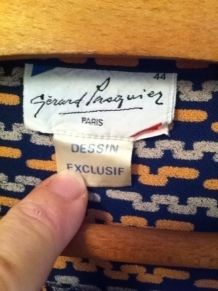 44
Gérard Pasquier
PARIS
DESSIN
EXCLUSIF